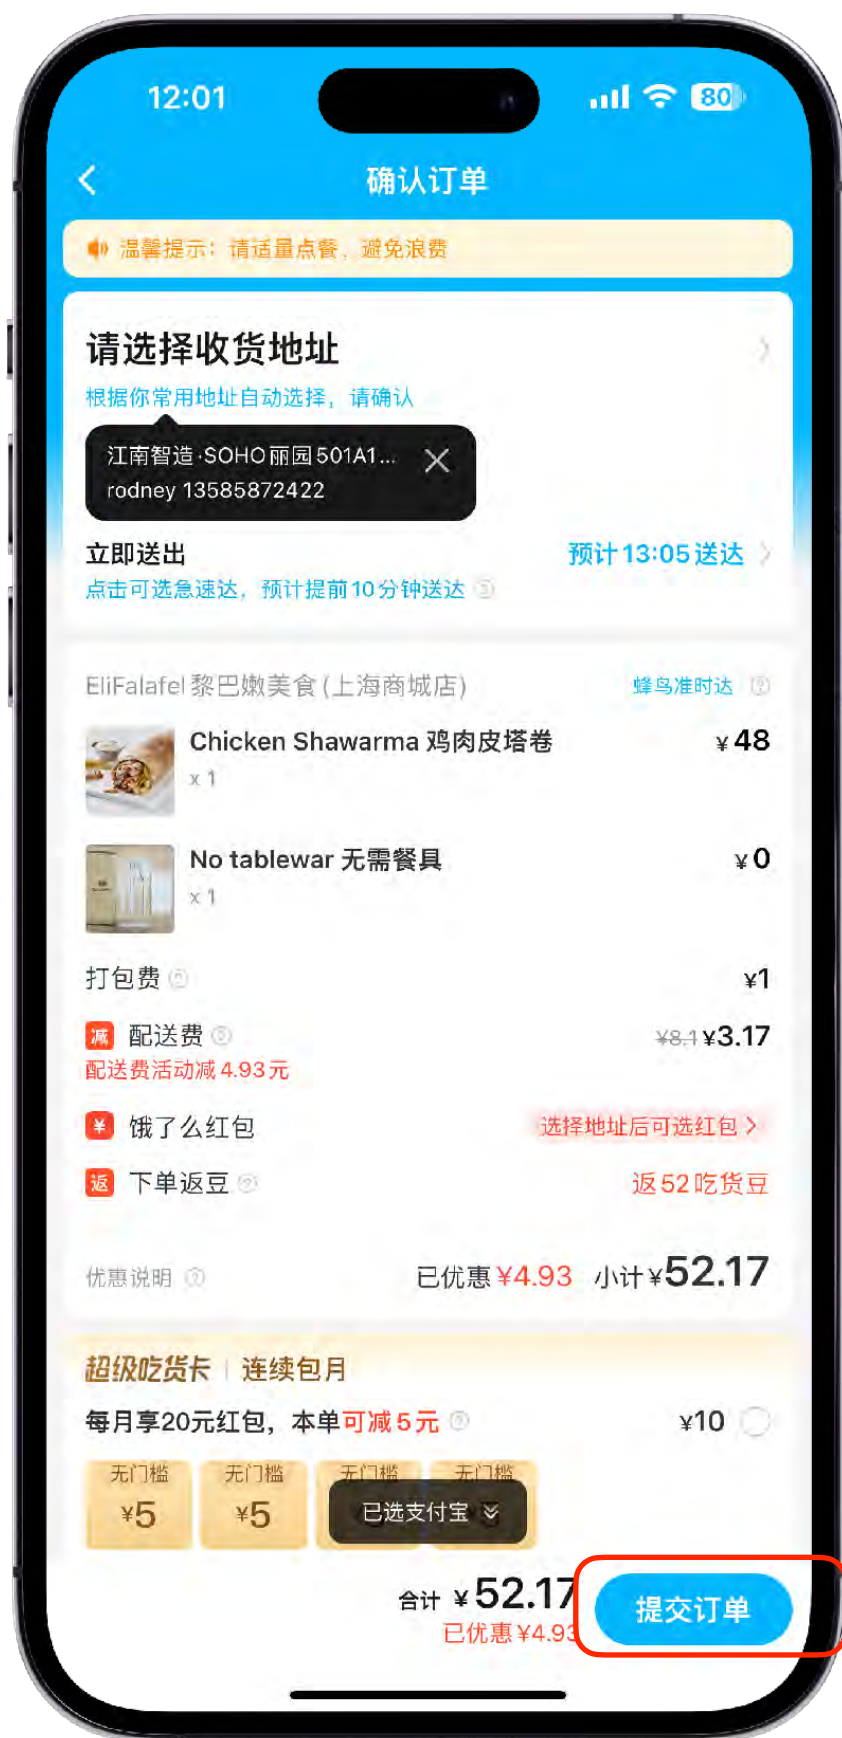 12:01
80
确认订单
温馨提示：请适量点餐，避免浪费
请选择收货地址
根据你常用地址自动选择，请确认
江南智造·SOHO丽园501A1...
rodney 13585872422
立即送出
预计13:05送达
点击可选急速达，预计提前10分钟送达
EliFalafel黎巴嫩美食(上海商城店)
蜂鸟准时达
Chicken Shawarma 鸡肉皮塔卷
¥48
x 1
No tablewar 无需餐具
¥0
x 1
打包费
¥1
减 配送费
¥8.1 ¥3.17
配送费活动减4.93元
¥ 饿了么红包
选择地址后可选红包
返 下单返豆
返52吃货豆
优惠说明
已优惠¥4.93 小计¥52.17
超级吃货卡 | 连续包月
每月享20元红包，本单可减5元
¥10
无门槛 无门槛 无门槛 无门槛
¥5 ¥5
已选支付宝
合计 ¥52.17
已优惠¥4.93
提交订单